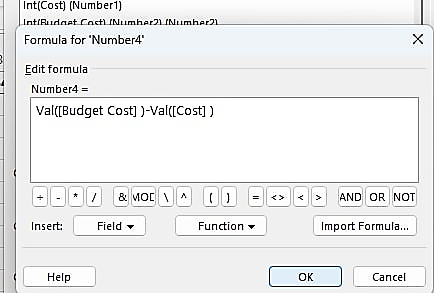 Int(Cost) (Number1)
Int(Budget Cost) (Number2) (Number2)
Formula for 'Number4'
Edit formula
Number4 =
Val([Budget Cost] )-Val([Cost] )
÷ - * / & MOD \ ^ ( ) = <> < > AND OR NOT
Insert: Field Function Import Formula...
Help OK Cancel